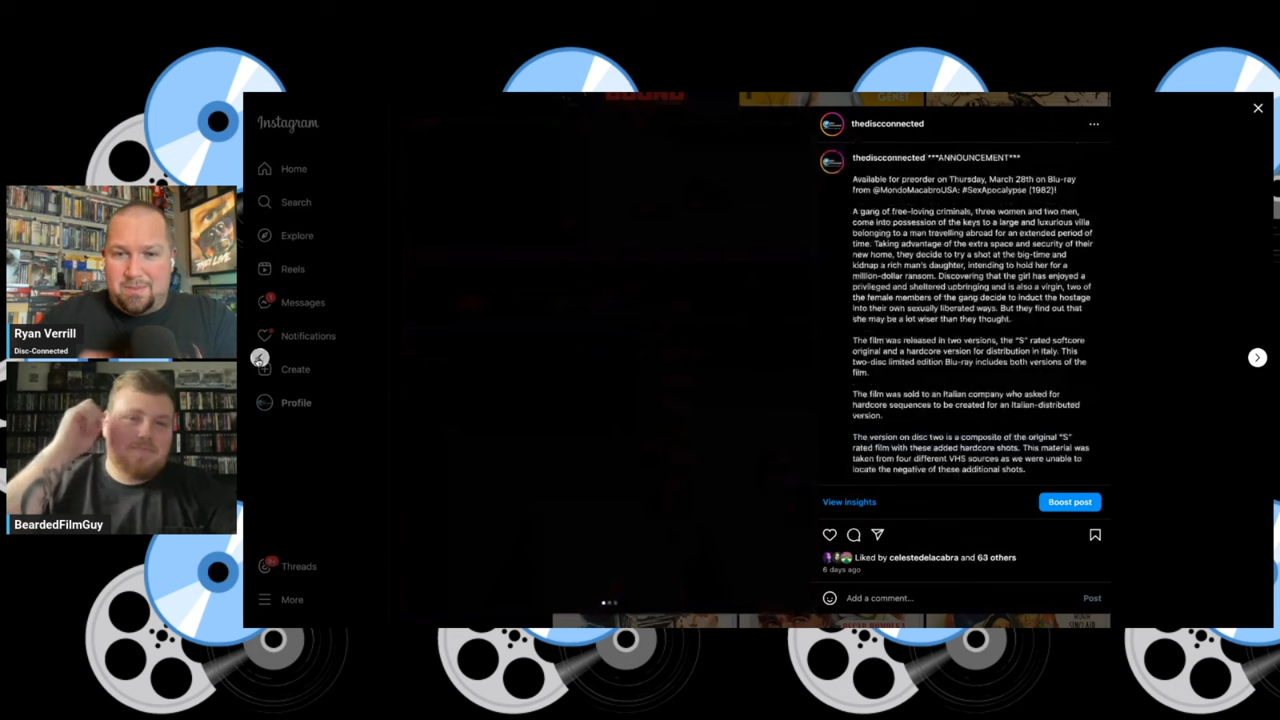 GENET
Instagram
thediscconnected
thediscconnected ***ANNOUNCEMENT***
Home
Available for preorder on Thursday, March 28th on Blu-ray
from @MondoMacabroUSA: #SexApocalypse (1982)!
Search
A gang of free-loving criminals, three women and two men,
come into possession of the keys to a large and luxurious villa
belonging to a man travelling abroad for an extended period of
time. Taking advantage of the extra space and security of their
new home, they decide to try a shot at the big-time and
kidnap a rich man's daughter, intending to hold her for a
million-dollar ransom. Discovering that the girl has enjoyed a
privileged and sheltered upbringing and is also a virgin, two of
the female members of the gang decide to induct the hostage
into their own sexually liberated ways. But they find out that
she may be a lot wiser than they thought.
Explore
Reels
Messages
1
Notifications
Create
Profile
THEY LIVE
Ryan Verrill
Disc-Connected
The film was released in two versions, the "S" rated softcore
original and a hardcore version for distribution in Italy. This
two-disc limited edition Blu-ray includes both versions of the
film.
The film was sold to an Italian company who asked for
hardcore sequences to be created for an Italian-distributed
version.
The version on disc two is a composite of the original "S"
rated film with these added hardcore shots. This material was
taken from four different VHS sources as we were unable to
locate the negative of these additional shots.
View insights
Boost post
BeardedFilmGuy
Liked by celestedelacabra and 63 others
6 days ago
9+
Threads
More
Add a comment...
Post